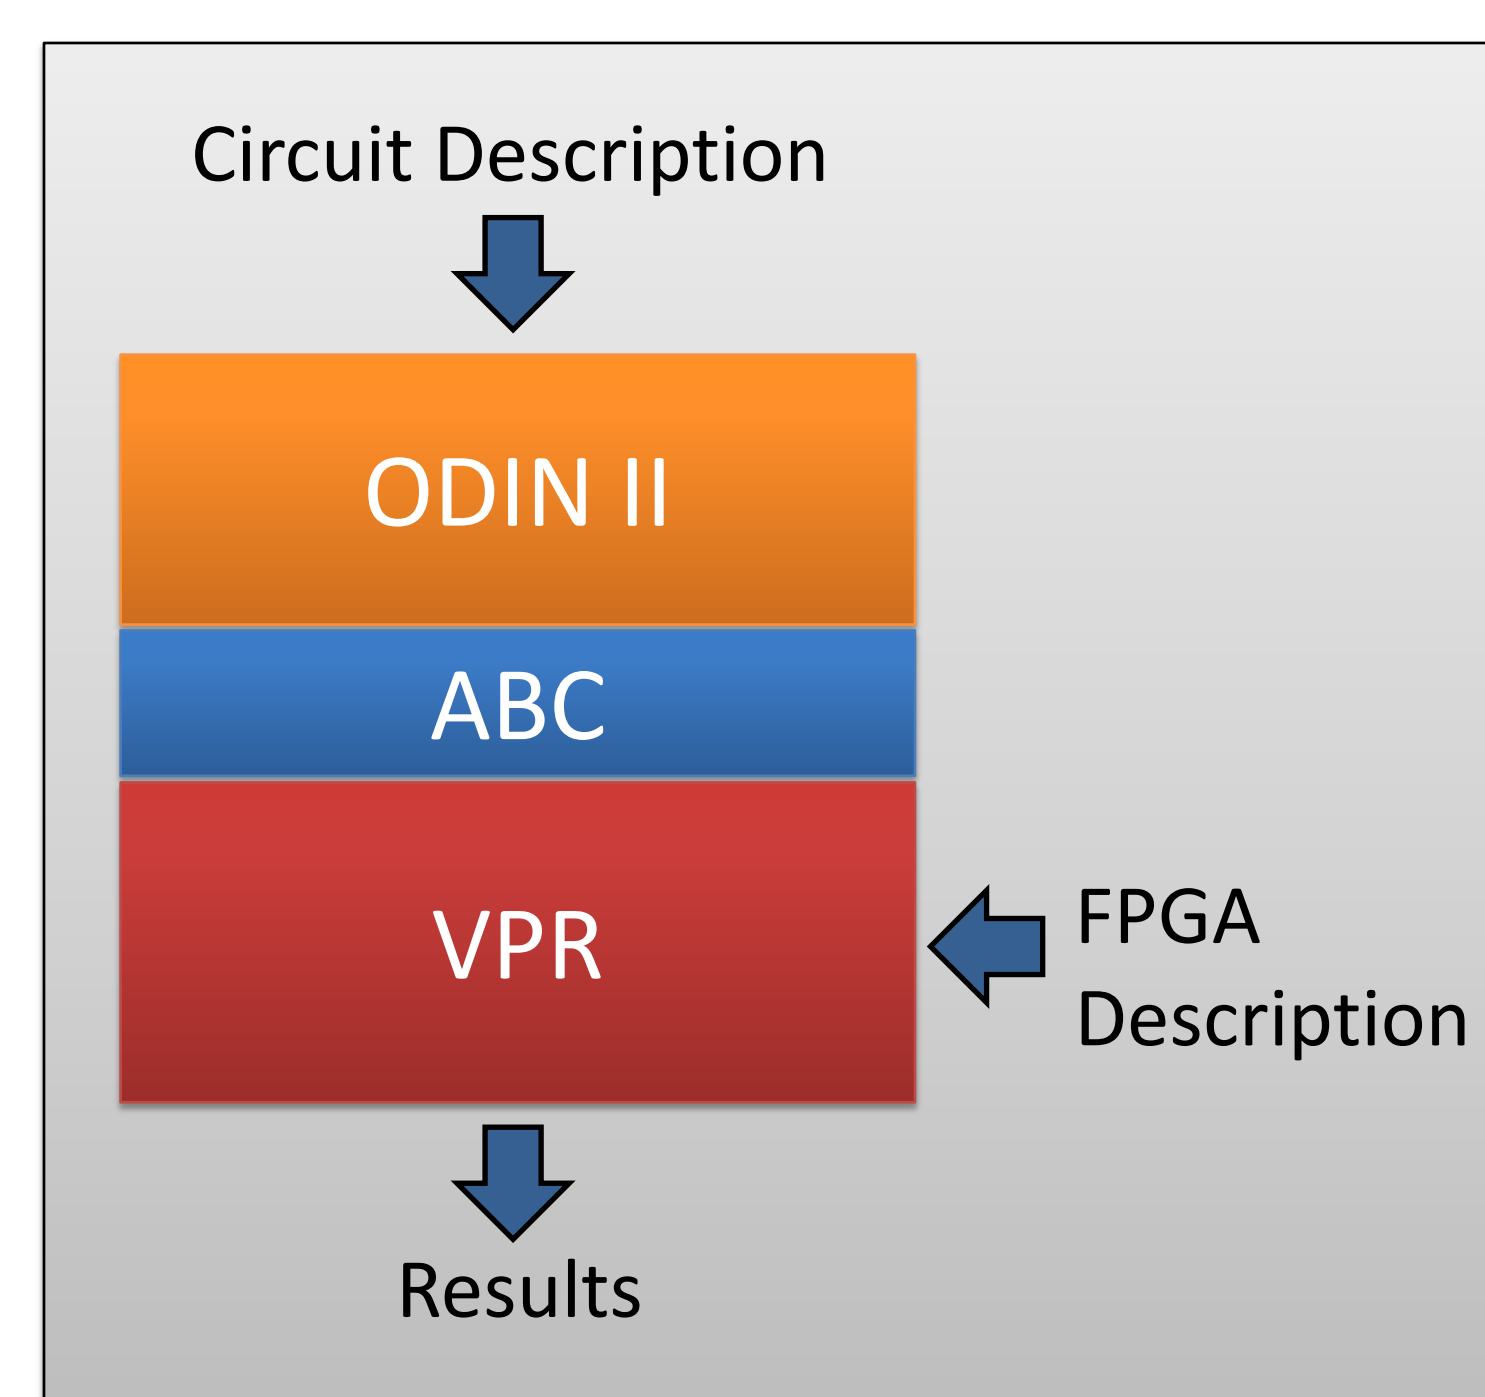 Circuit Description
ODIN II
ABC
VPR
FPGA
Description
Results